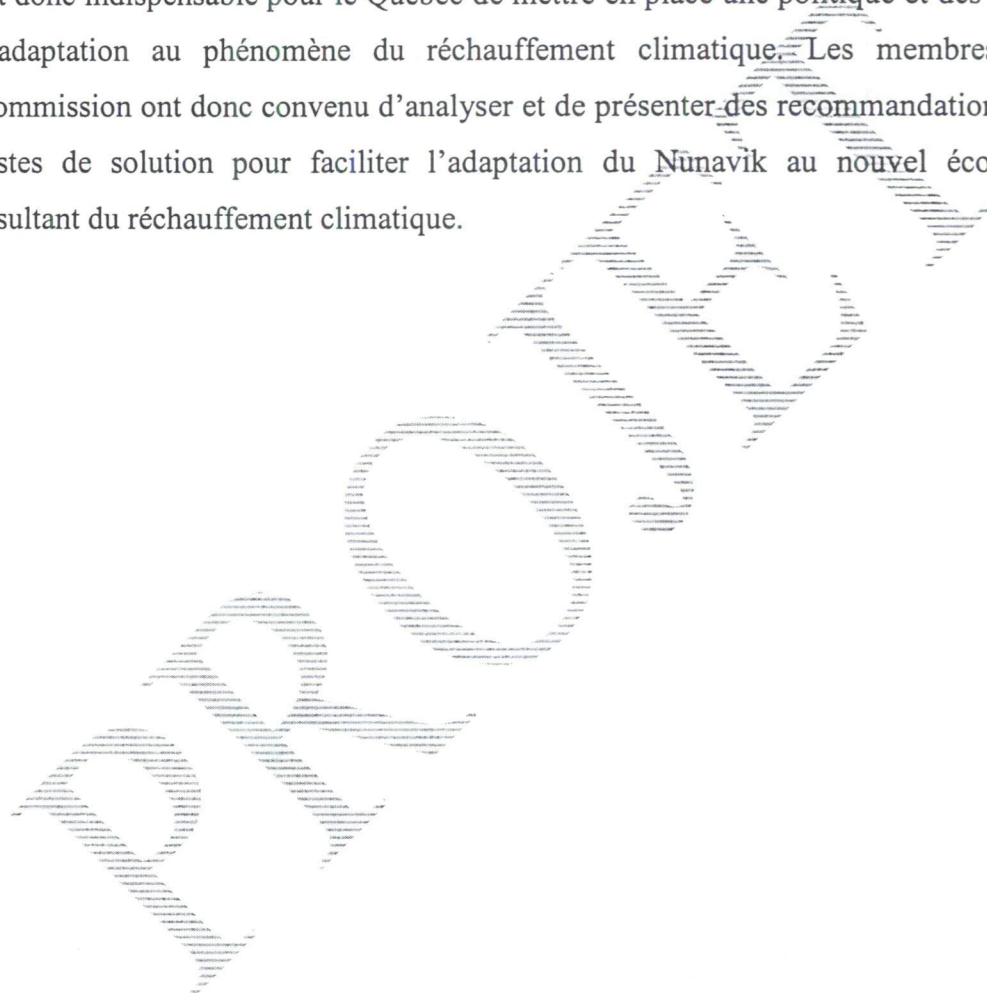 donc indispensable pour le Québec de mettre en place une politique et des
adaptation au phénomène du réchauffement climatique. Les membres
ommission ont donc convenu d'analyser et de présenter des recommandation
stes de solution pour faciliter l'adaptation du Nunavik au nouvel éco
sultant du réchauffement climatique.
PROJET